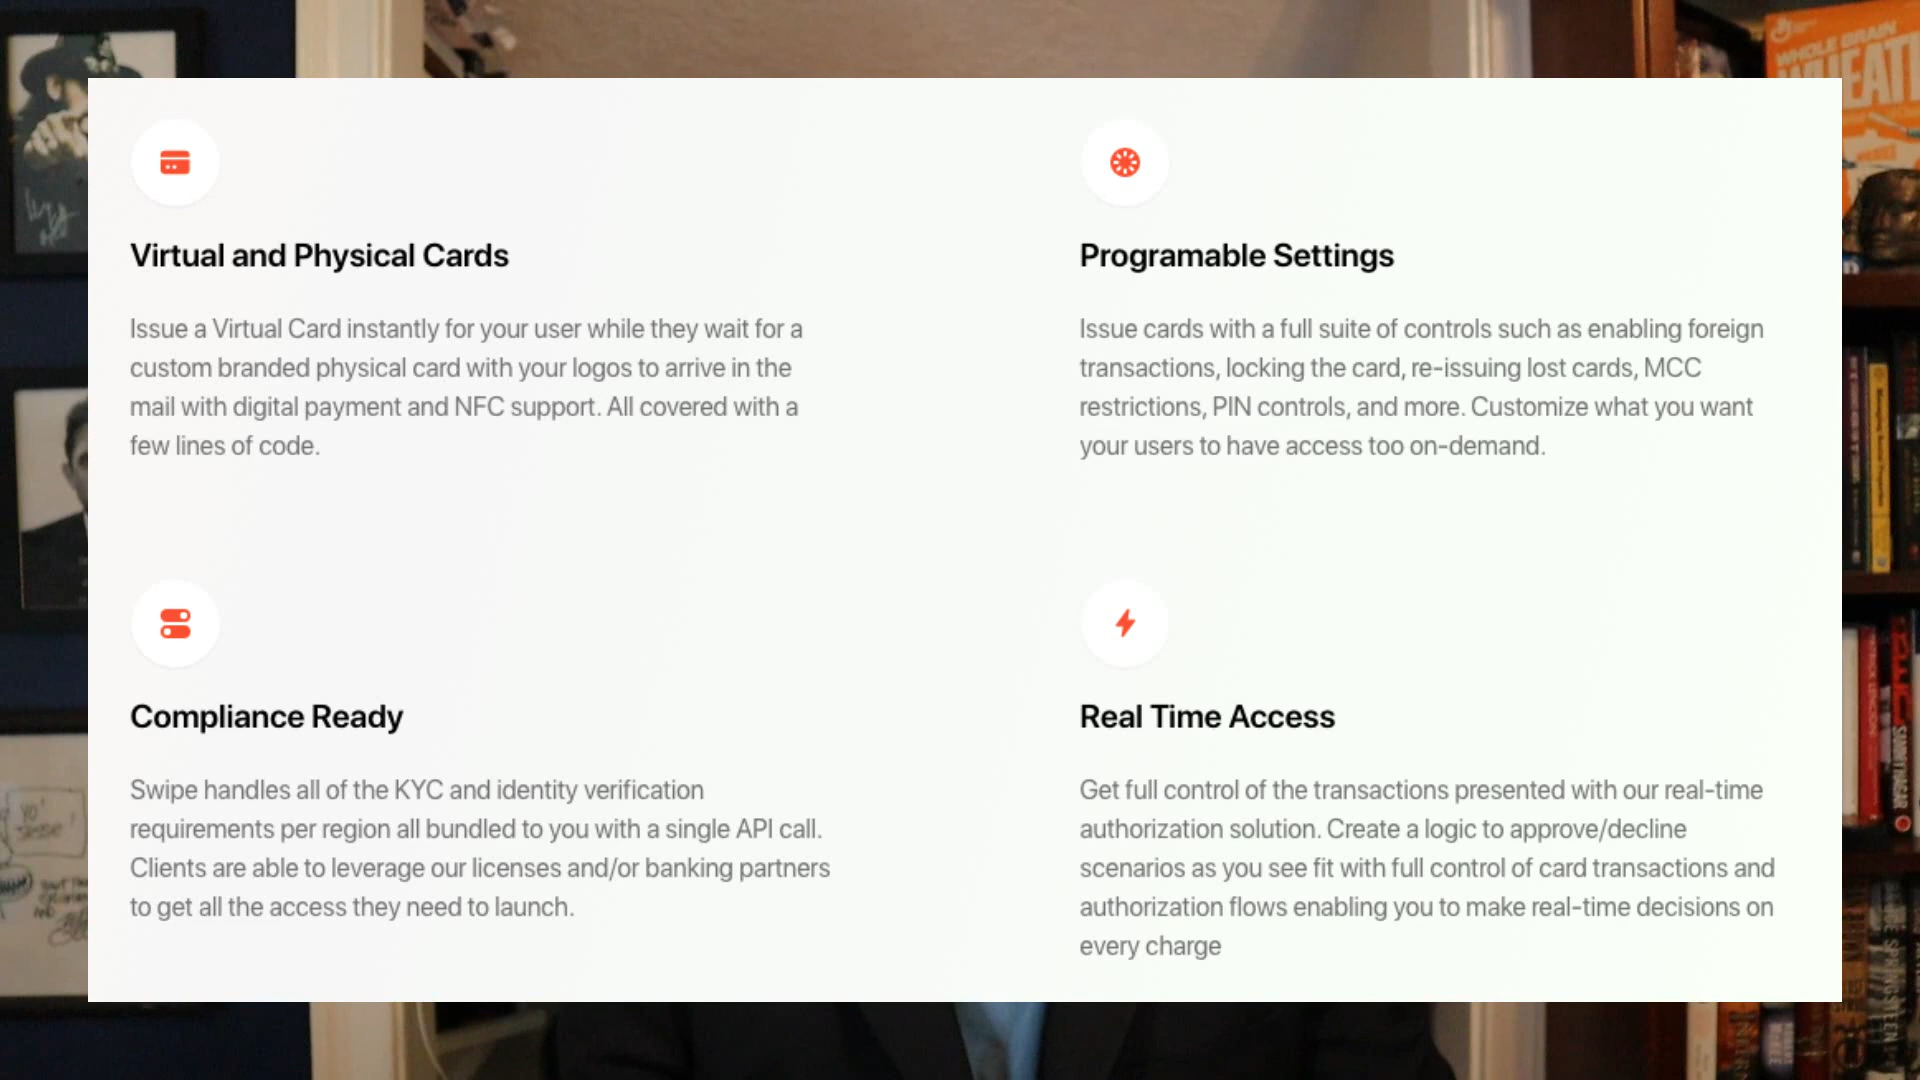 Virtual and Physical Cards
Issue a Virtual Card instantly for your user while they wait for a
custom branded physical card with your logos to arrive in the
mail with digital payment and NFC support. All covered with a
few lines of code.
Programable Settings
Issue cards with a full suite of controls such as enabling foreign
transactions, locking the card, re-issuing lost cards, MCC
restrictions, PIN controls, and more. Customize what you want
your users to have access too on-demand.
Compliance Ready
Swipe handles all of the KYC and identity verification
requirements per region all bundled to you with a single API call.
Clients are able to leverage our licenses and/or banking partners
to get all the access they need to launch.
Real Time Access
Get full control of the transactions presented with our real-time
authorization solution. Create a logic to approve/decline
scenarios as you see fit with full control of card transactions and
authorization flows enabling you to make real-time decisions on
every charge
WHOLE GRAIN
YO'